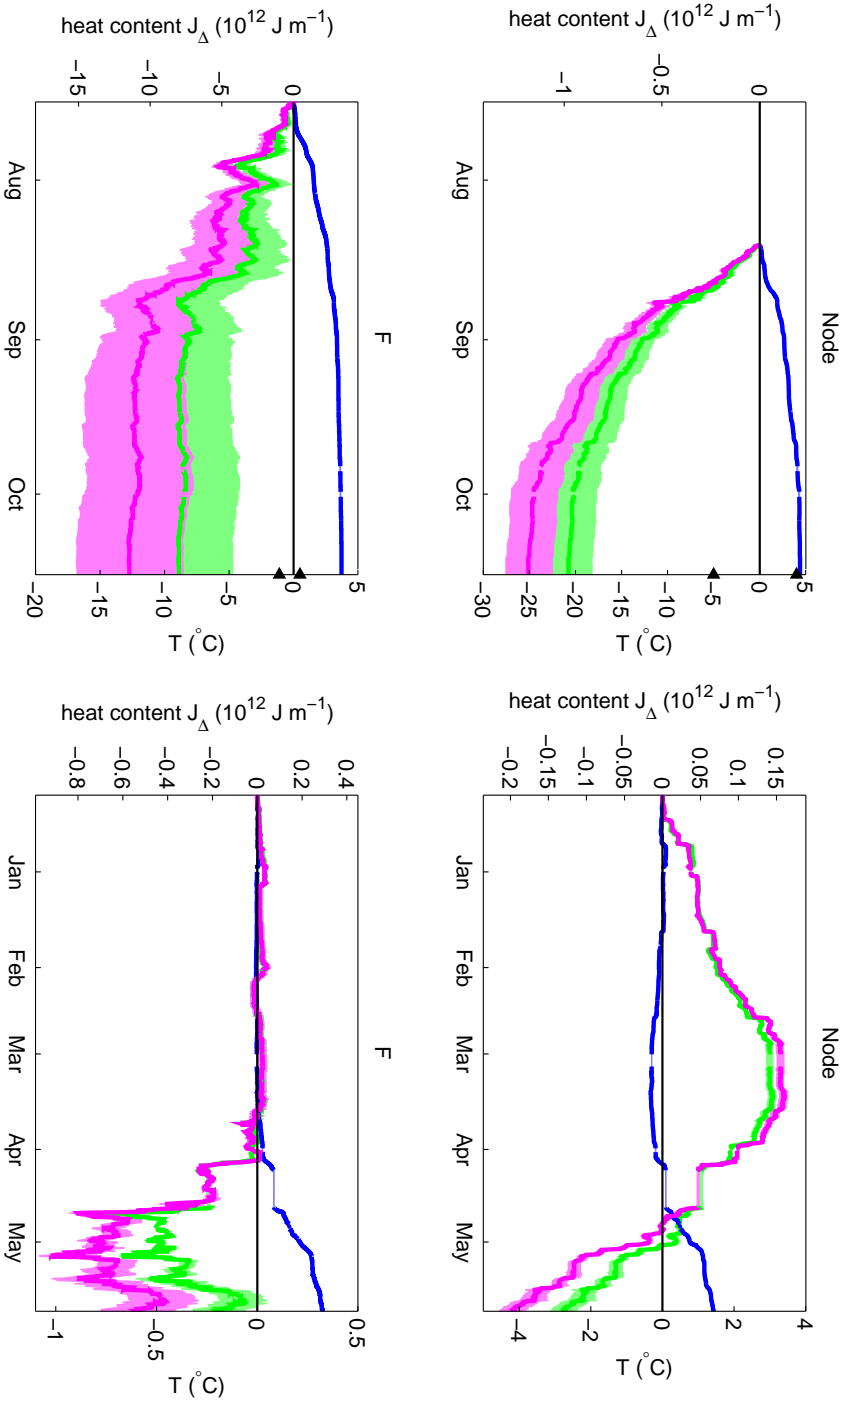 Node
heat content J_Δ (10^12 J m^−1)
0
−0.5
−1
Aug
Sep
Oct
5
0
−5
−10
−15
−20
−25
−30
T (°C)
Node
heat content J_Δ (10^12 J m^−1)
0.15
0.1
0.05
0
−0.05
−0.1
−0.15
−0.2
Jan
Feb
Mar
Apr
May
4
2
0
−2
−4
T (°C)
F
heat content J_Δ (10^12 J m^−1)
0
−5
−10
−15
Aug
Sep
Oct
5
0
−5
−10
−15
−20
T (°C)
F
heat content J_Δ (10^12 J m^−1)
0.4
0.2
0
−0.2
−0.4
−0.6
−0.8
Jan
Feb
Mar
Apr
May
0.5
0
−0.5
−1
T (°C)